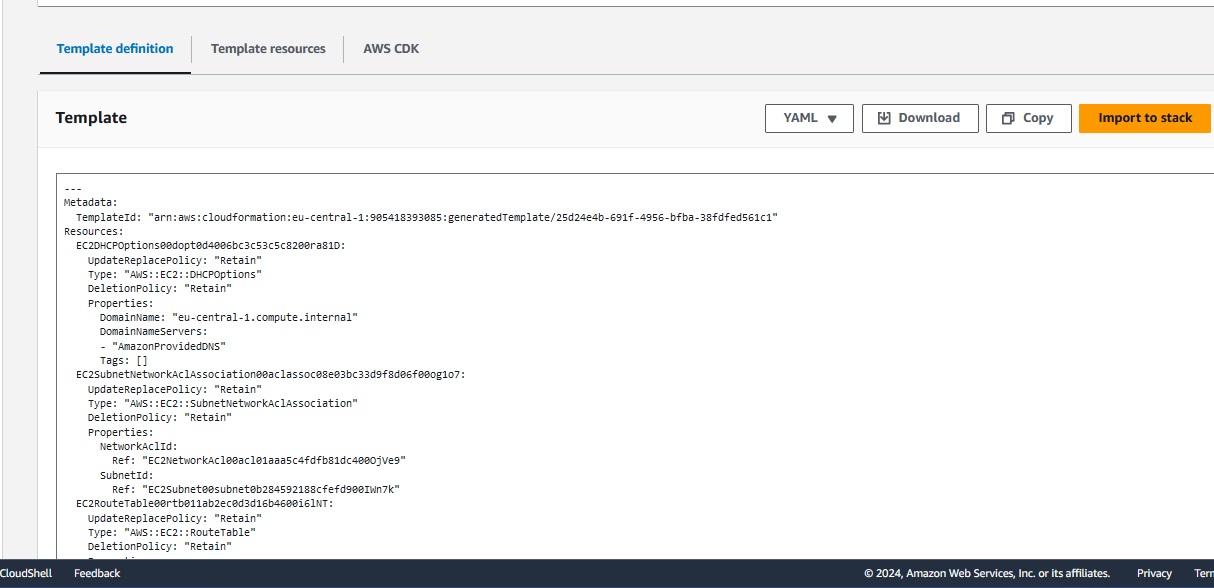 Template definition
Template resources
AWS CDK
Template
YAML
Download
Copy
Import to stack
---
Metadata:
  TemplateId: "arn:aws:cloudformation:eu-central-1:905418393085:generatedTemplate/25d24e4b-691f-4956-bfba-38fdfed561c1"
Resources:
  EC2DHCPOptions00dopt0d4006bc3c53c5c8200ra81D:
    UpdateReplacePolicy: "Retain"
    Type: "AWS::EC2::DHCPOptions"
    DeletionPolicy: "Retain"
    Properties:
      DomainName: "eu-central-1.compute.internal"
      DomainNameServers:
      - "AmazonProvidedDNS"
      Tags: []
  EC2SubnetNetworkAclAssociation00aclassoc08e03bc33d9f8d06f00og1o7:
    UpdateReplacePolicy: "Retain"
    Type: "AWS::EC2::SubnetNetworkAclAssociation"
    DeletionPolicy: "Retain"
    Properties:
      NetworkAclId:
        Ref: "EC2NetworkAcl00acl01aaa5c4fdfb81dc400OjVe9"
      SubnetId:
        Ref: "EC2Subnet00subnet0b284592188cfefd900IWn7k"
  EC2RouteTable00rtb011ab2ec0d3d16b4600i6lNT:
    UpdateReplacePolicy: "Retain"
    Type: "AWS::EC2::RouteTable"
    DeletionPolicy: "Retain"
CloudShell
Feedback
© 2024, Amazon Web Services, Inc. or its affiliates.
Privacy